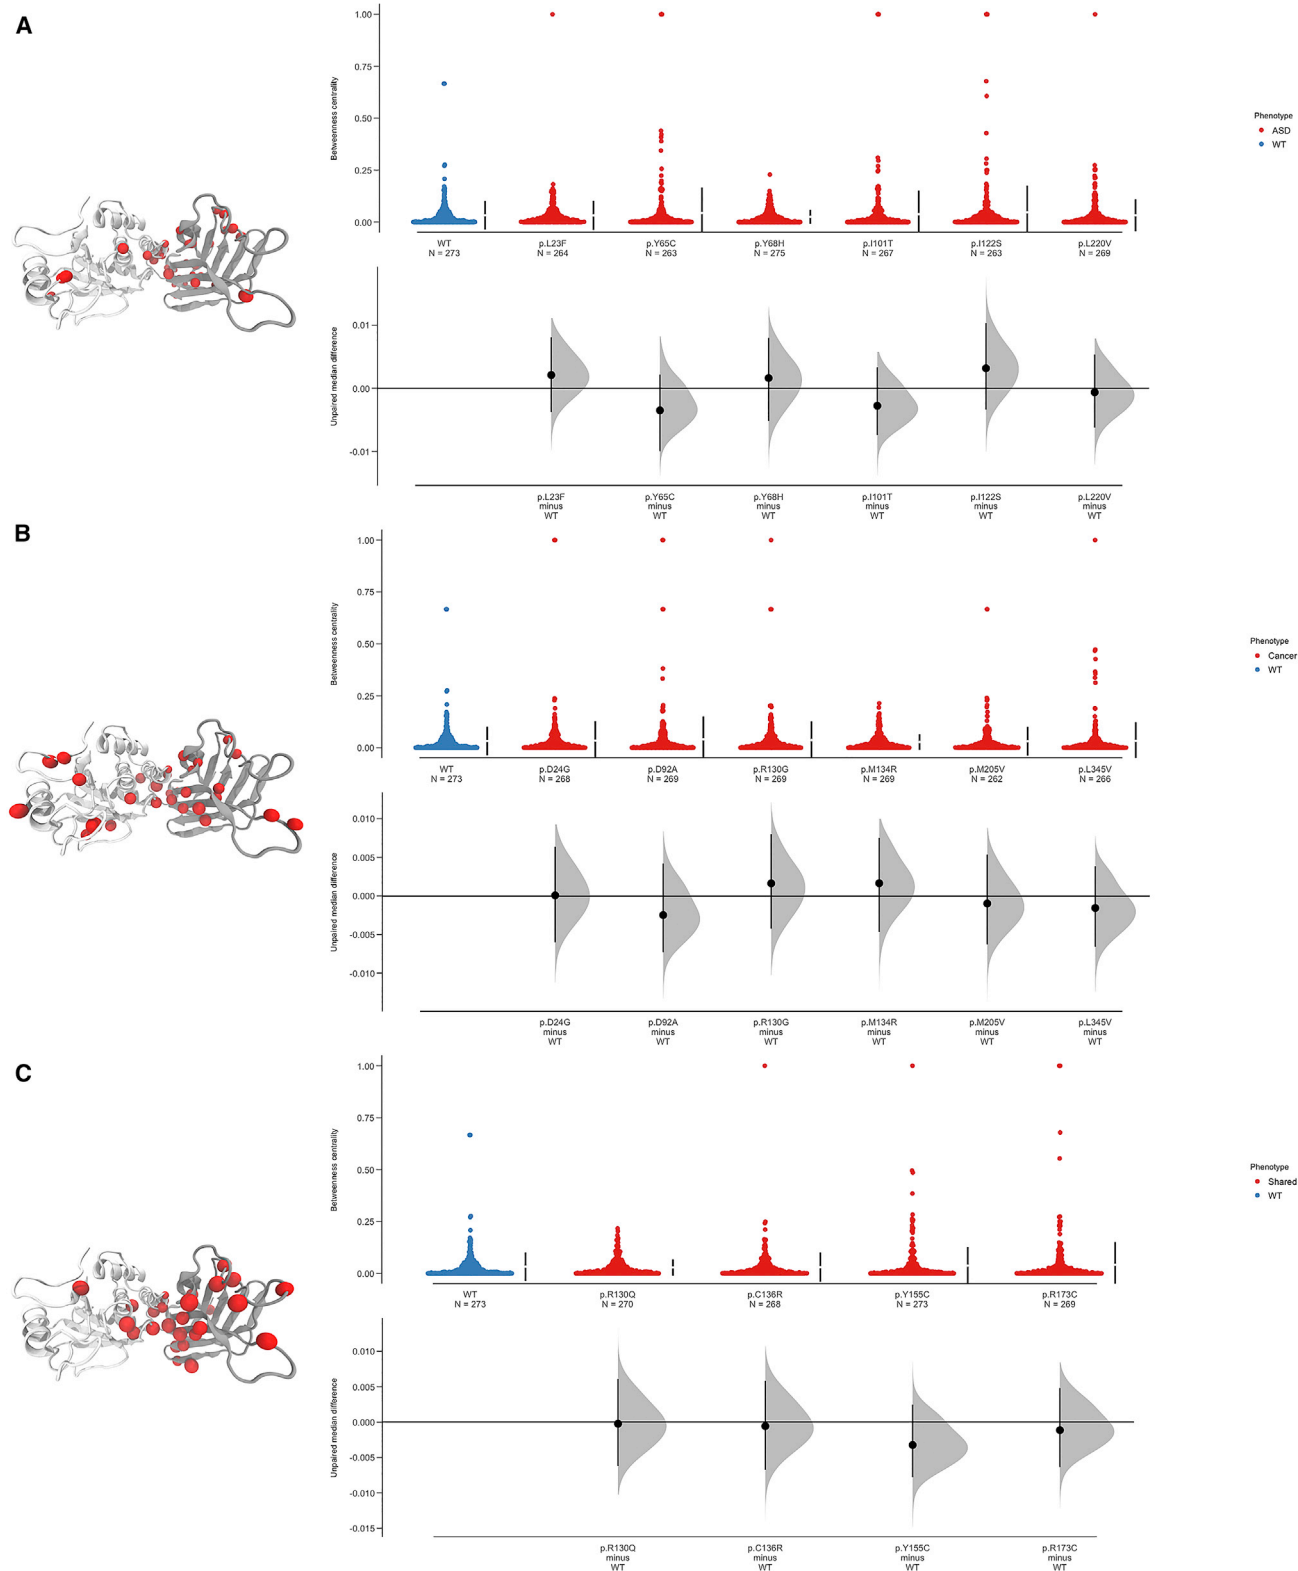 A
Betweenness centrality
1.00
0.75
0.50
0.25
0.00
WT
N = 273
p.L23F
N = 264
p.Y65C
N = 263
p.Y68H
N = 275
p.I101T
N = 267
p.I122S
N = 263
p.L220V
N = 269
Phenotype
ASD
WT
Unpaired median difference
0.01
0.00
-0.01
p.L23F
minus
WT
p.Y65C
minus
WT
p.Y68H
minus
WT
p.I101T
minus
WT
p.I122S
minus
WT
p.L220V
minus
WT
B
Betweenness centrality
1.00
0.75
0.50
0.25
0.00
WT
N = 273
p.D24G
N = 268
p.D92A
N = 269
p.R130G
N = 269
p.M134R
N = 269
p.M205V
N = 262
p.L345V
N = 266
Phenotype
Cancer
WT
Unpaired median difference
0.010
0.005
0.000
-0.005
-0.010
p.D24G
minus
WT
p.D92A
minus
WT
p.R130G
minus
WT
p.M134R
minus
WT
p.M205V
minus
WT
p.L345V
minus
WT
C
Betweenness centrality
1.00
0.75
0.50
0.25
0.00
WT
N = 273
p.R130Q
N = 270
p.C136R
N = 268
p.Y155C
N = 273
p.R173C
N = 269
Phenotype
Shared
WT
Unpaired median difference
0.010
0.005
0.000
-0.005
-0.010
-0.015
p.R130Q
minus
WT
p.C136R
minus
WT
p.Y155C
minus
WT
p.R173C
minus
WT